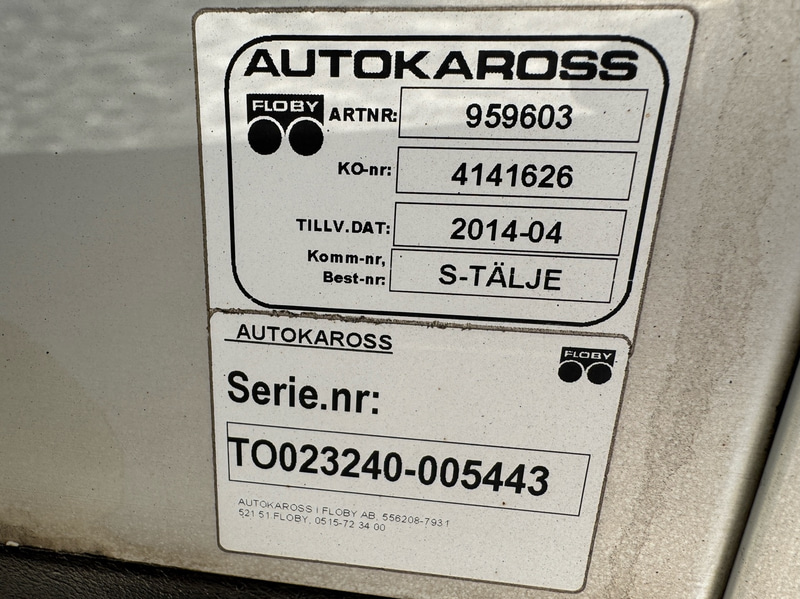 AUTOKAROSS
FLOBY
ARTNR: 959603
KO-nr: 4141626
TILLV.DAT: 2014-04
Komm-nr,
Best-nr: S-TÄLJE
AUTOKAROSS
FLOBY
Serie.nr:
TO023240-005443
AUTOKAROSS I FLOBY AB, 556208-7931
521 51 FLOBY, 0515-72 34 00